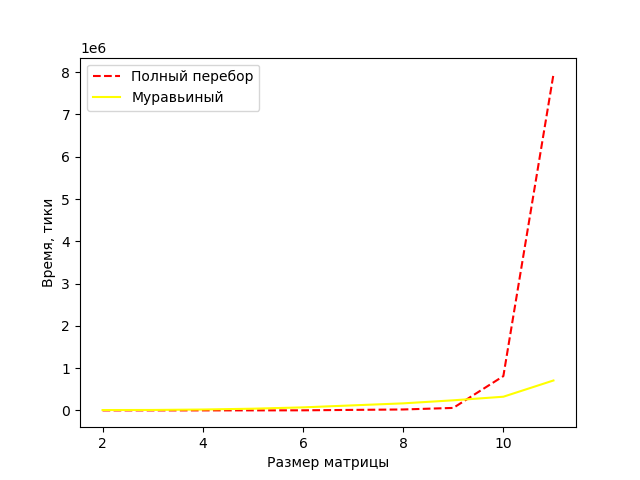 1e6
Полный перебор
Муравьиный
8
7
6
5
4
3
2
1
0
Время, тики
2 4 6 8 10
Размер матрицы